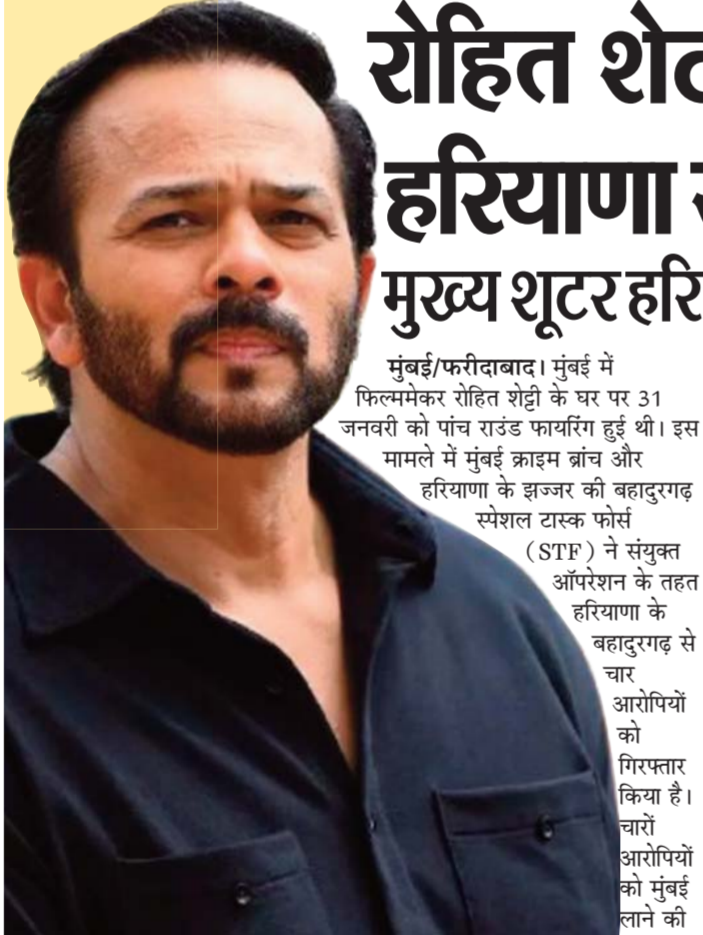 रोहित
हरियाणा
मुख्य शूटर हरि
मुंबई/फरीदाबाद। मुंबई में
फिल्ममेकर रोहित शेट्टी के घर पर 31
जनवरी को पांच राउंड फायरिंग हुई थी। इस
मामले में मुंबई क्राइम ब्रांच और
हरियाणा के झज्जर की बहादुरगढ़
स्पेशल टास्क फोर्स
(STF) ने संयुक्त
ऑपरेशन के तहत
हरियाणा के
बहादुरगढ़ से
चार
आरोपियों
को
गिरफ्तार
किया है।
चारों
आरोपियों
को मुंबई
लाने की